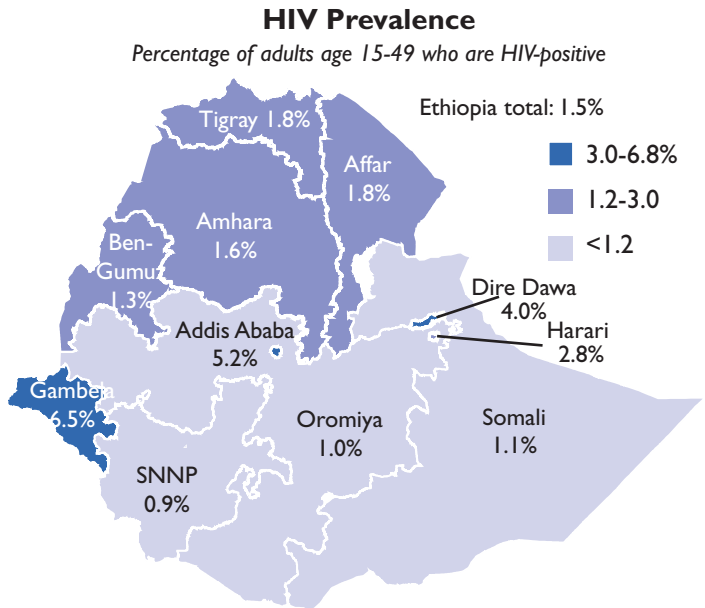 HIV Prevalence
Percentage of adults age 15-49 who are HIV-positive
Ethiopia total: 1.5%
3.0-6.8%
1.2-3.0
<1.2
Tigray 1.8%
Affar
1.8%
Amhara
1.6%
Ben-
Gumuz
1.3%
Dire Dawa
4.0%
Harari
2.8%
Addis Ababa
5.2%
Gambela
6.5%
Oromiya
1.0%
Somali
1.1%
SNNP
0.9%